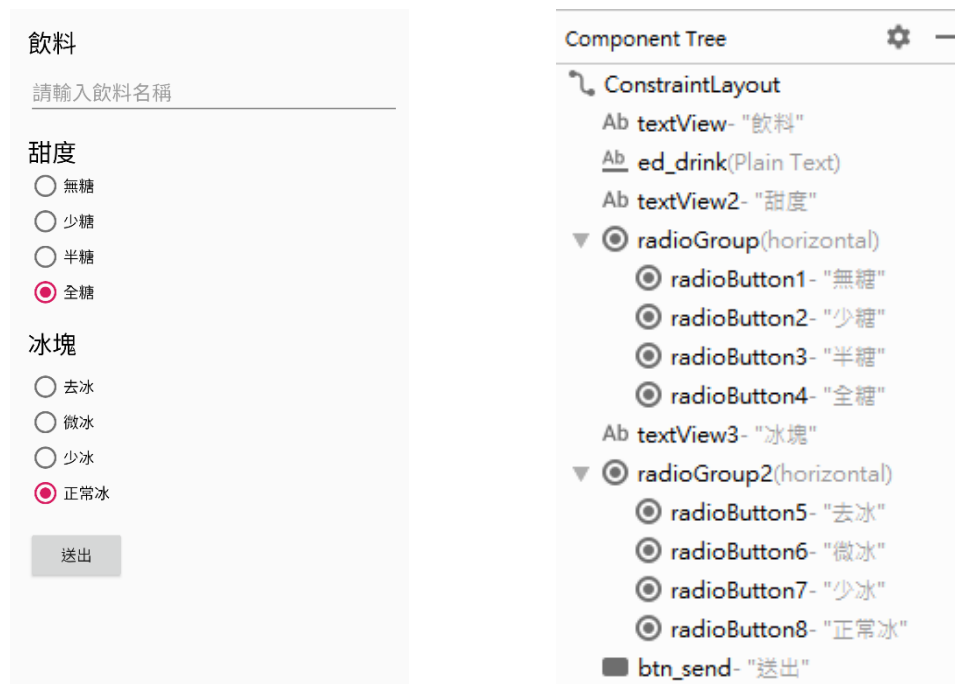 飲料
請輸入飲料名稱
甜度
無糖
少糖
半糖
全糖
冰塊
去冰
微冰
少冰
正常冰
送出
Component Tree
ConstraintLayout
Ab textView- "飲料"
Ab ed_drink(Plain Text)
Ab textView2- "甜度"
radioGroup(horizontal)
radioButton1- "無糖"
radioButton2- "少糖"
radioButton3- "半糖"
radioButton4- "全糖"
Ab textView3- "冰塊"
radioGroup2(horizontal)
radioButton5- "去冰"
radioButton6- "微冰"
radioButton7- "少冰"
radioButton8- "正常冰"
btn_send- "送出"